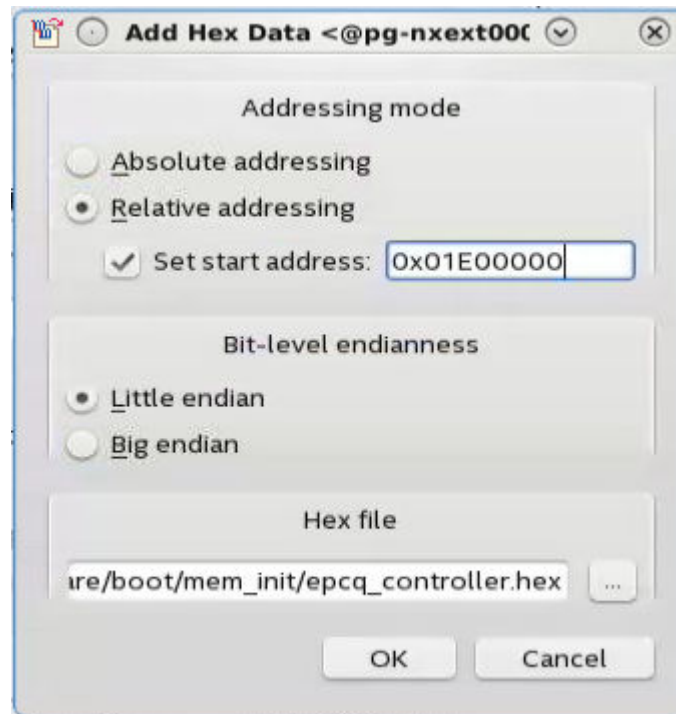 Add Hex Data <@pg-nxext000
Addressing mode
Absolute addressing
Relative addressing
Set start address: 0x01E00000
Bit-level endianness
Little endian
Big endian
Hex file
are/boot/mem_init/epcq_controller.hex ...
OK Cancel